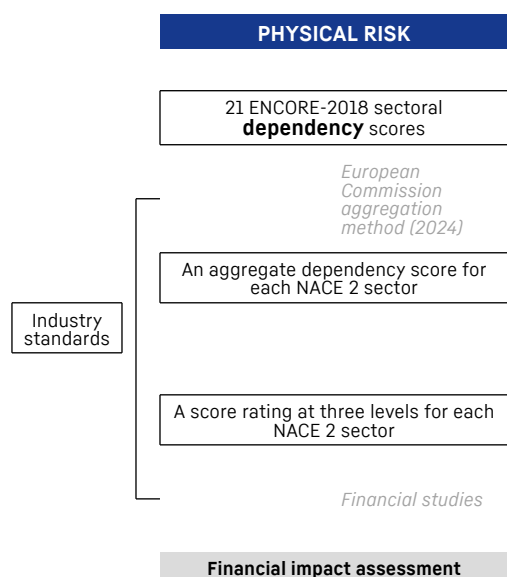 PHYSICAL RISK
21 ENCORE-2018 sectoral
dependency scores
European
Commission
aggregation
method (2024)
An aggregate dependency score for
each NACE 2 sector
Industry
standards
A score rating at three levels for each
NACE 2 sector
Financial studies
Financial impact assessment